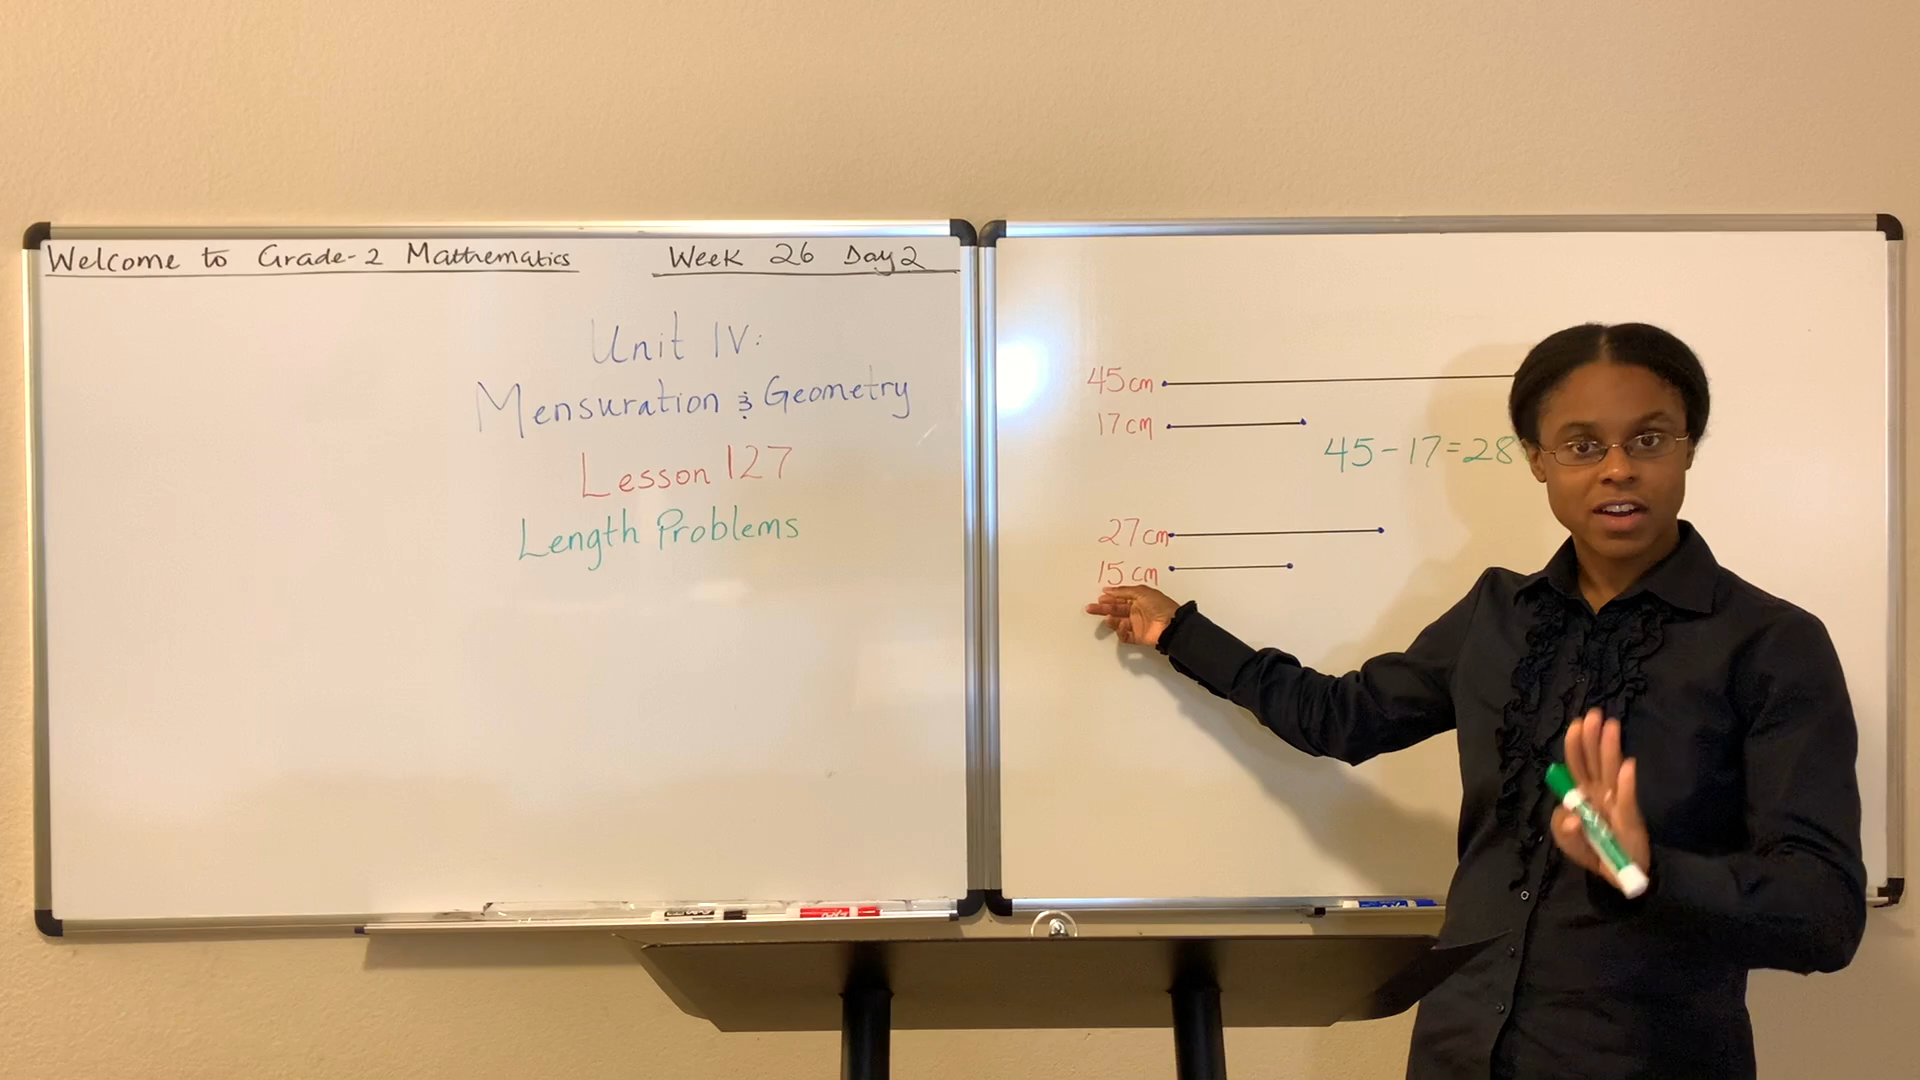 Welcome to Grade-2 Mathematics Week 26 Day 2
Unit IV:
Mensuration & Geometry
Lesson 127
Length Problems
45cm
17cm
45-17=28
27cm
15cm